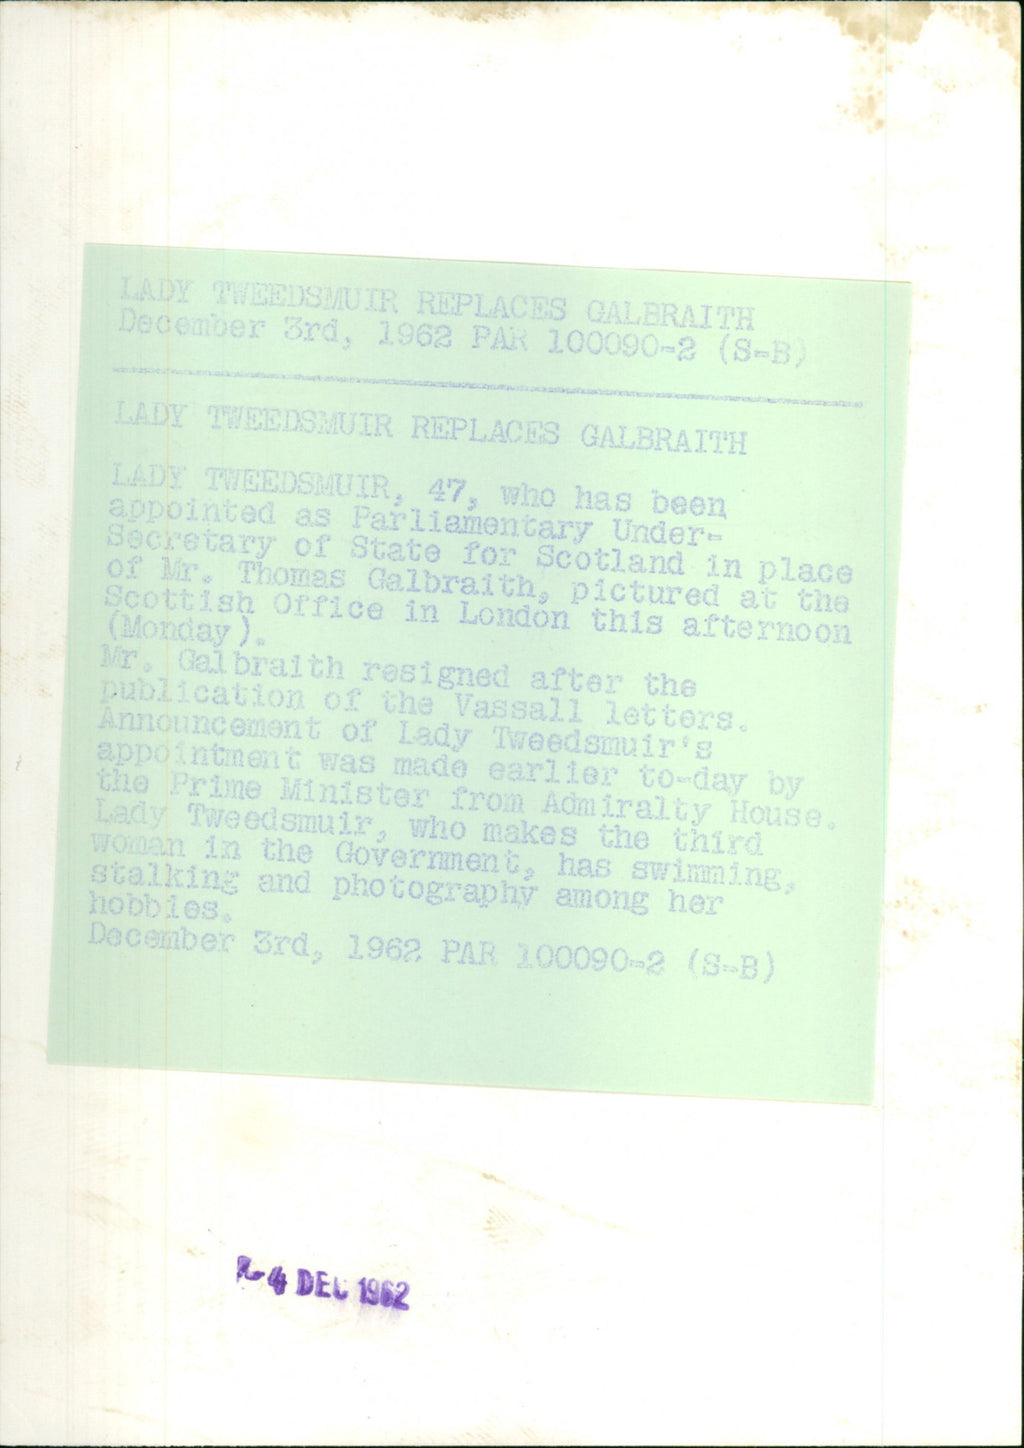 LADY TWEEDSMUIR REPLACES GALBRAITH
December 3rd, 1962 PAR 100090-2 (S-B)
LADY TWEEDSMUIR REPLACES GALBRAITH
LADY TWEEDSMUIR, 47, who has been
appointed as Parliamentary Under-
Secretary of State for Scotland in place
of Mr. Thomas Galbraith, pictured at the
Scottish Office in London this afternoon
(Monday).
Mr. Galbraith resigned after the
publication of the Vassall letters.
Announcement of Lady Tweedsmuir's
appointment was made earlier to-day by
the Prime Minister from Admiralty House.
Lady Tweedsmuir, who makes the third
woman in the Government, has swimming,
stalking and photography among her
hobbies.
December 3rd, 1962 PAR 100090-2 (S-B)
4 DEC 1962